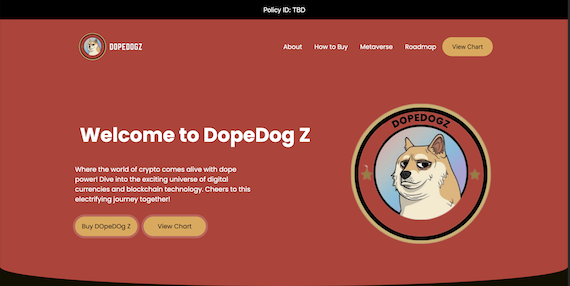 Policy ID: TBD
DOPEDOGZ
About How to Buy Metaverse Roadmap View Chart
DOPEDOGZ
Welcome to DopeDog Z
Where the world of crypto comes alive with dope
power! Dive into the exciting universe of digital
currencies and blockchain technology. Cheers to this
electrifying journey together!
Buy DOpeDOg Z View Chart